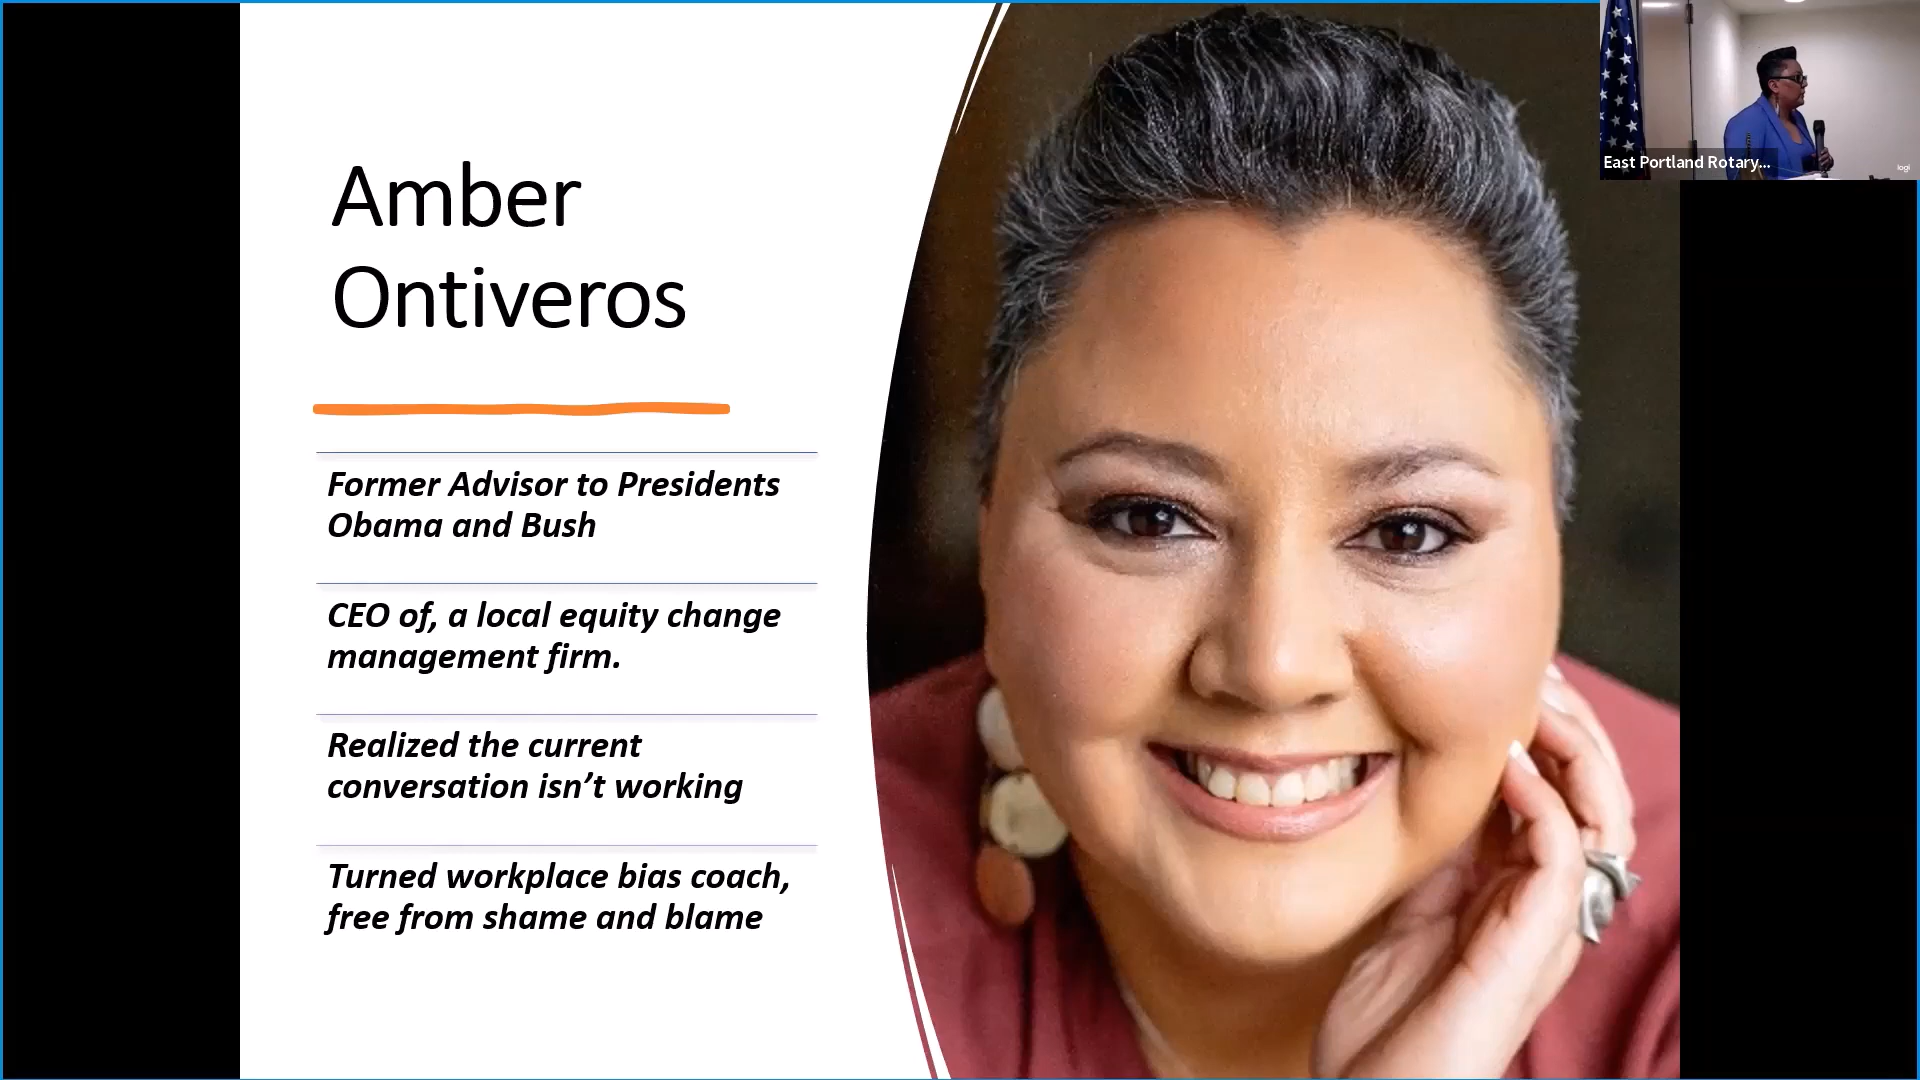 Amber
Ontiveros
Former Advisor to Presidents
Obama and Bush
CEO of, a local equity change
management firm.
Realized the current
conversation isn’t working
Turned workplace bias coach,
free from shame and blame
East Portland Rotary...
logi